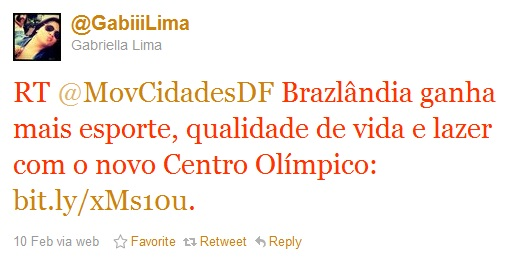 @GabiiiLima
Gabriella Lima
RT @MovCidadesDF Brazlândia ganha
mais esporte, qualidade de vida e lazer
com o novo Centro Olímpico:
bit.ly/xMs10u.
10 Feb via web Favorite Retweet Reply